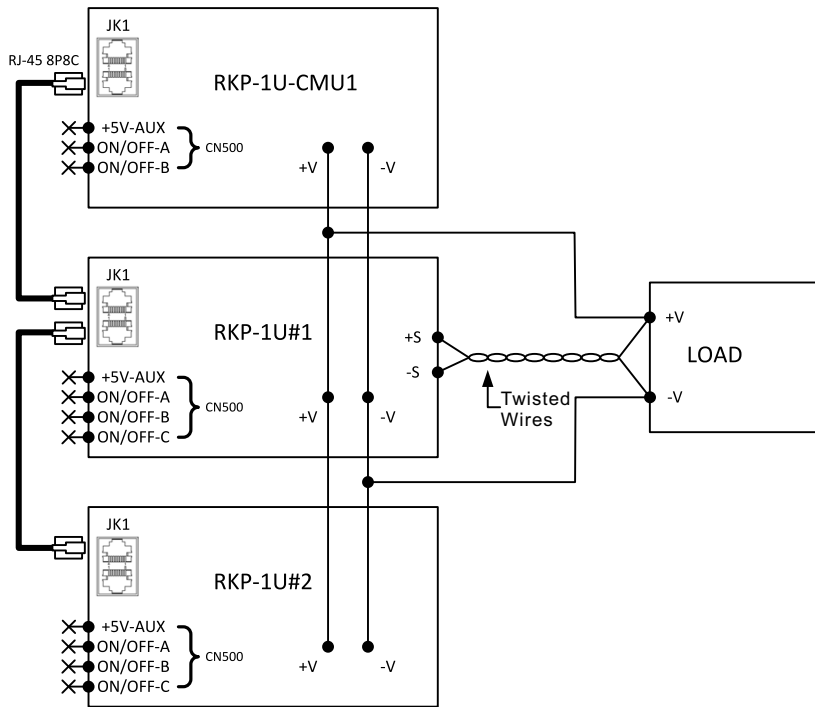 JK1
RJ-45 8P8C
RKP-1U-CMU1
+5V-AUX
ON/OFF-A
ON/OFF-B
CN500
+V
-V
JK1
RKP-1U#1
+S
-S
+5V-AUX
ON/OFF-A
ON/OFF-B
ON/OFF-C
CN500
+V
-V
Twisted
Wires
+V
LOAD
-V
JK1
RKP-1U#2
+5V-AUX
ON/OFF-A
ON/OFF-B
ON/OFF-C
CN500
+V
-V